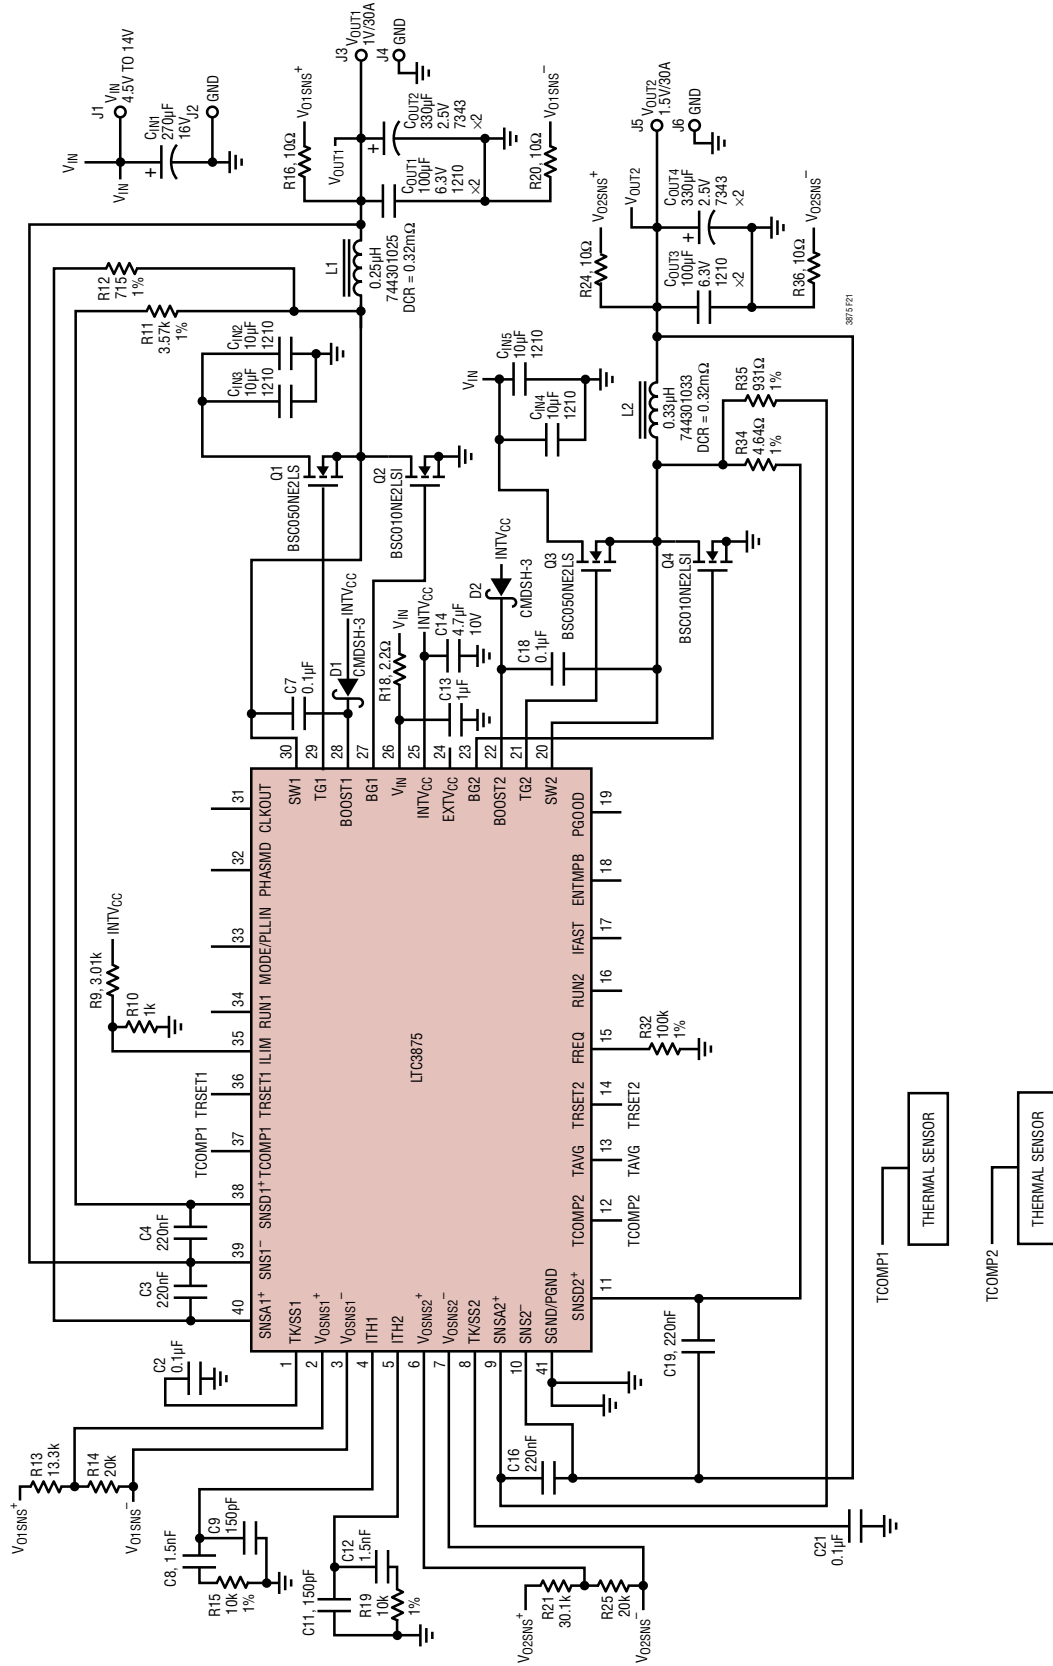 VIN
J1 VIN
4.5V TO 14V
VIN
CIN1
270µF
16V
+
J2 GND
J3 VOUT1
1V/30A
J4 GND
R16, 10Ω
VO1SNS+
VOUT1
COUT1
100µF
6.3V
1210
×2
+
COUT2
330µF
2.5V
7343
×2
R20, 10Ω
VO1SNS−
L1
0.25µH
744301025
DCR = 0.32mΩ
R12
715
1%
R11
3.57k
1%
CIN3
10µF
1210
CIN2
10µF
1210
Q1
BSC050NE2LS
Q2
BSC010NE2LSI
C7
0.1µF
D1
CMDSH-3
INTVCC
R18, 2.2Ω
VIN
C13
1µF
INTVCC
C14
4.7µF
10V
D2
CMDSH-3
INTVCC
C18
0.1µF
Q3
BSC050NE2LS
Q4
BSC010NE2LSI
VIN
CIN4
10µF
1210
CIN5
10µF
1210
L2
0.33µH
744301033
DCR = 0.32mΩ
R34
4.64Ω
1%
R35
931Ω
1%
R24, 10Ω
VO2SNS+
VOUT2
COUT3
100µF
6.3V
1210
×2
+
COUT4
330µF
2.5V
7343
×2
R36, 10Ω
VO2SNS−
J5 VOUT2
1.5V/30A
J6 GND
3875 F21
LTC3875
30 SW1
29 TG1
28 BOOST1
27 BG1
26 VIN
25 INTVCC
24 EXTVCC
23 BG2
22 BOOST2
21 TG2
20 SW2
31 CLKOUT
32 PHASMD
33 MODE/PLLIN
34 RUN1
35 ILIM
36 TRSET1
37 TCOMP1
38 SNSD1+
39 SNS1−
40 SNSA1+
TRSET1
TCOMP1
R9, 3.01k
INTVCC
R10
1k
C4
220nF
C3
220nF
1 TK/SS1
2 VOSNS1+
3 VOSNS1−
4 ITH1
5 ITH2
6 VOSNS2+
7 VOSNS2−
8 TK/SS2
9 SNSA2+
10 SNS2−
41 SGND/PGND
11 SNSD2+
12 TCOMP2
13 TAVG
14 TRSET2
15 FREQ
16 RUN2
17 IFAST
18 ENTMPB
19 PGOOD
TCOMP2
TAVG
TRSET2
R32
100k
1%
C2
0.1µF
VO1SNS+
R13
13.3k
R14
20k
VO1SNS−
C8, 1.5nF
C9
150pF
R15
10k
1%
C11, 150pF
C12
1.5nF
R19
10k
1%
VO2SNS+
R21
30.1k
R25
20k
VO2SNS−
C16
220nF
C19, 220nF
C21
0.1µF
TCOMP1
THERMAL SENSOR
TCOMP2
THERMAL SENSOR